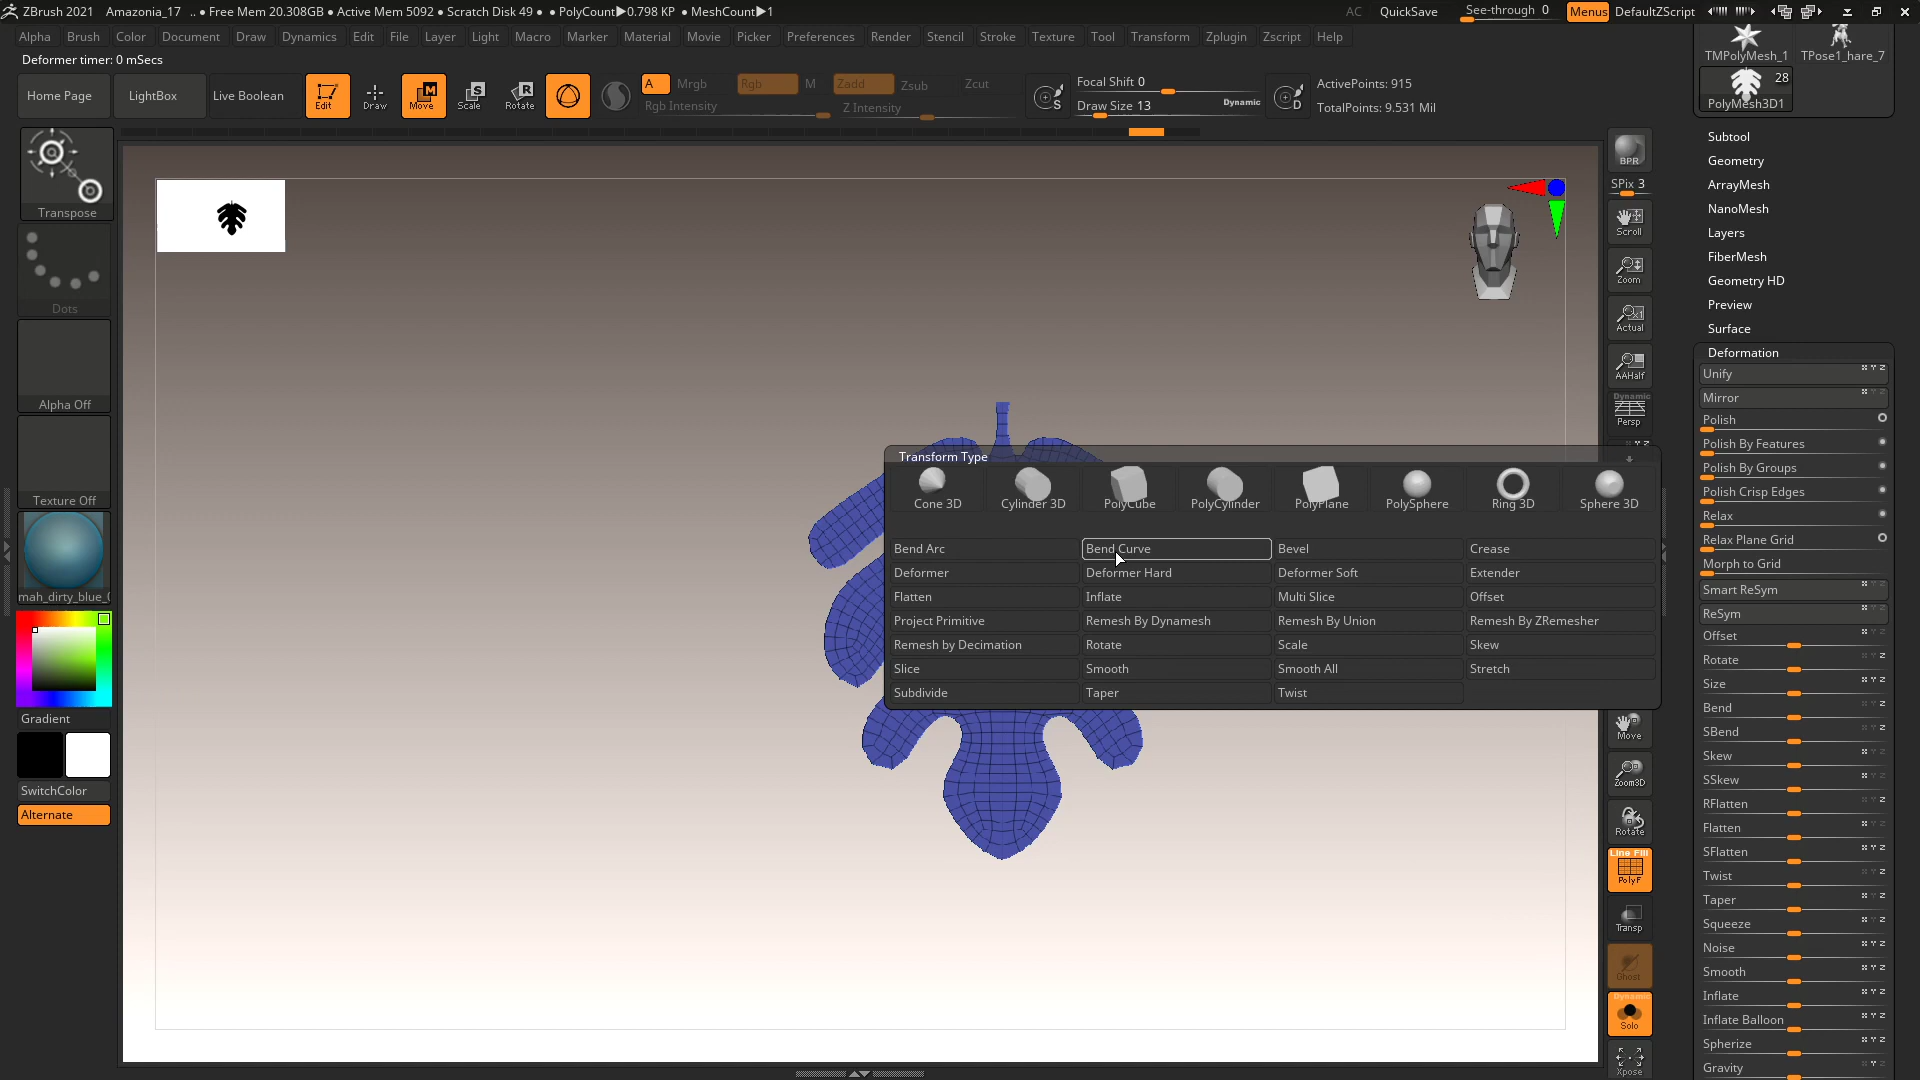 ZBrush 2021 Amazonia_17 .. ● Free Mem 20.308GB ● Active Mem 5092 ● Scratch Disk 49 ● ● PolyCount▶0.798 KP ● MeshCount▶1 AC QuickSave See-through 0 Menus DefaultZScript
Alpha Brush Color Document Draw Dynamics Edit File Layer Light Macro Marker Material Movie Picker Preferences Render Stencil Stroke Texture Tool Transform Zplugin Zscript Help
Deformer timer: 0 mSecs
Home Page LightBox Live Boolean Edit Draw Move Scale Rotate
A Mrgb Rgb M Zadd Zsub Zcut
Rgb Intensity Z Intensity
Focal Shift 0
Draw Size 13 Dynamic
ActivePoints: 915
TotalPoints: 9.531 Mil
TMPolyMesh_1 TPose1_hare_7
28
PolyMesh3D1
Transpose
Dots
Alpha Off
Texture Off
mah_dirty_blue_0
Gradient
SwitchColor
Alternate
Transform Type
Cone 3D Cylinder 3D PolyCube PolyCylinder PolyPlane PolySphere Ring 3D Sphere 3D
Bend Arc Bend Curve Bevel Crease
Deformer Deformer Hard Deformer Soft Extender
Flatten Inflate Multi Slice Offset
Project Primitive Remesh By Dynamesh Remesh By Union Remesh By ZRemesher
Remesh by Decimation Rotate Scale Skew
Slice Smooth Smooth All Stretch
Subdivide Taper Twist
BPR
SPix 3
Scroll
Zoom
Actual
AAHalf
Dynamic
Persp
Move
Zoom3D
Rotate
Line Fill
PolyF
Transp
Ghost
Dynamic
Solo
Xpose
Subtool
Geometry
ArrayMesh
NanoMesh
Layers
FiberMesh
Geometry HD
Preview
Surface
Deformation
Unify
Mirror
Polish
Polish By Features
Polish By Groups
Polish Crisp Edges
Relax
Relax Plane Grid
Morph to Grid
Smart ReSym
ReSym
Offset
Rotate
Size
Bend
SBend
Skew
SSkew
RFlatten
Flatten
SFlatten
Twist
Taper
Squeeze
Noise
Smooth
Inflate
Inflate Balloon
Spherize
Gravity